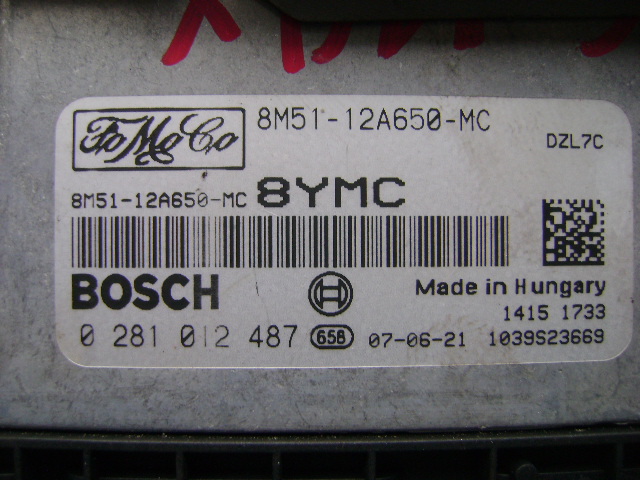 FoMoCo
8M51-12A650-MC
DZL7C
8M51-12A650-MC 8YMC
BOSCH
Made in Hungary
1415 1733
0 281 012 487 658 07-06-21 1039S23669